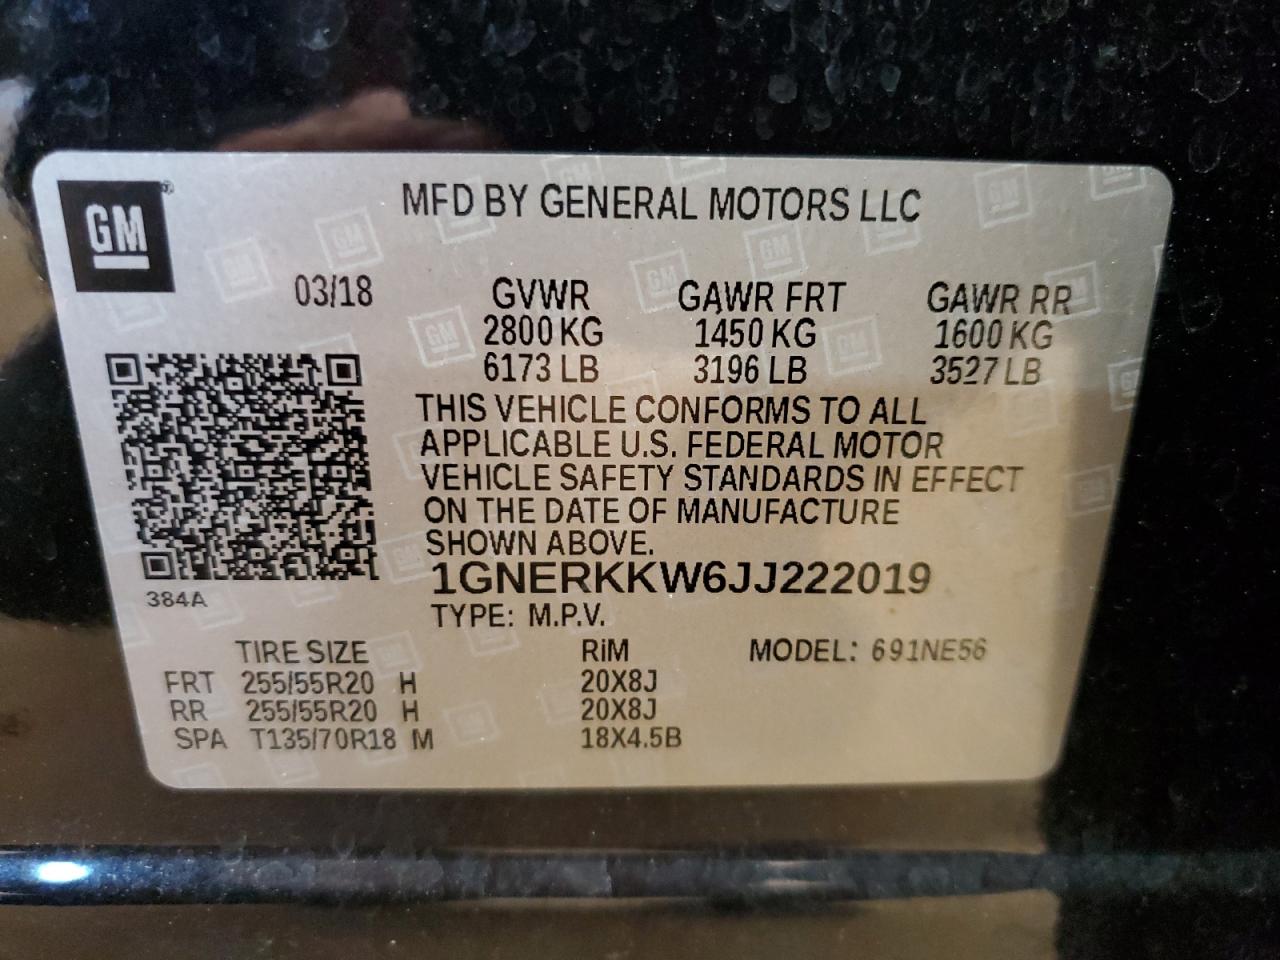 GM
MFD BY GENERAL MOTORS LLC
03/18 GVWR GAWR FRT GAWR RR
2800 KG 1450 KG 1600 KG
6173 LB 3196 LB 3527 LB
THIS VEHICLE CONFORMS TO ALL
APPLICABLE U.S. FEDERAL MOTOR
VEHICLE SAFETY STANDARDS IN EFFECT
ON THE DATE OF MANUFACTURE
SHOWN ABOVE.
1GNERKKW6JJ222019
384A
TYPE: M.P.V.
TIRE SIZE RiM MODEL: 691NE56
FRT 255/55R20 H 20X8J
RR 255/55R20 H 20X8J
SPA T135/70R18 M 18X4.5B